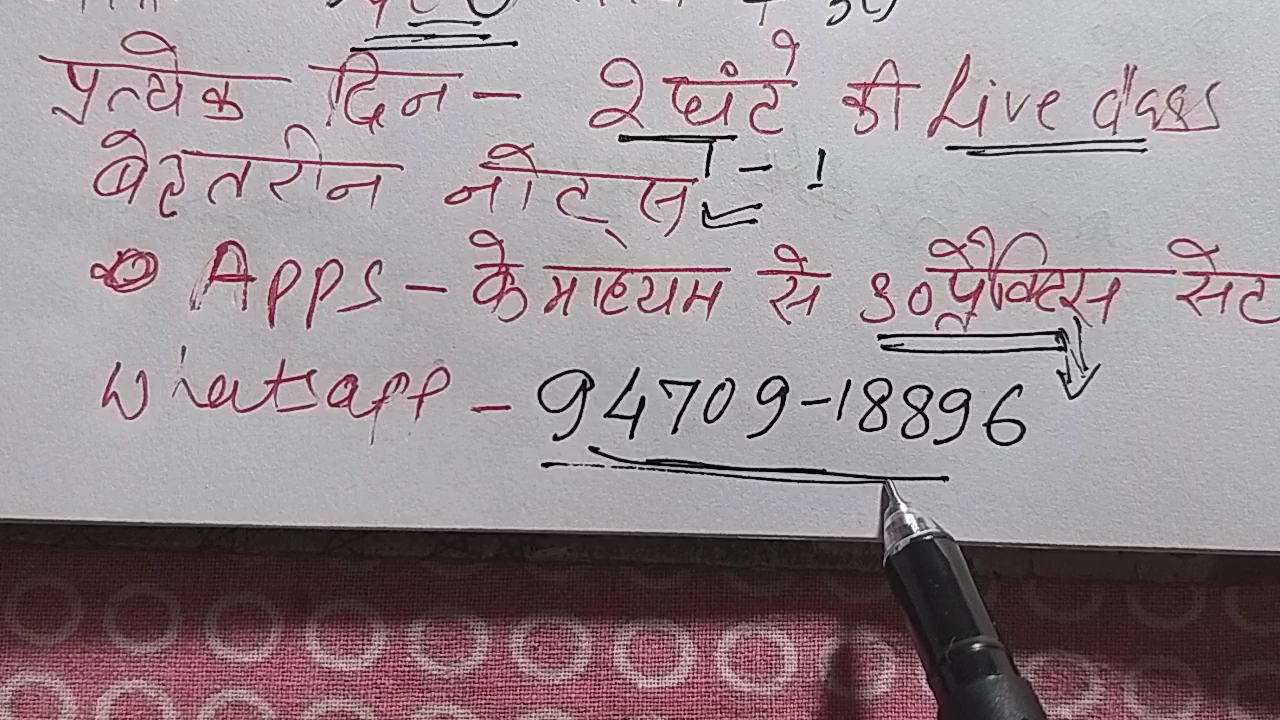 प्रत्येक दिन - 2 घंटे की Live class
बेहतरीन नोट्स
Apps - के माध्यम से 30 प्रैक्टिस सेट
Whatsapp - 94709-18896